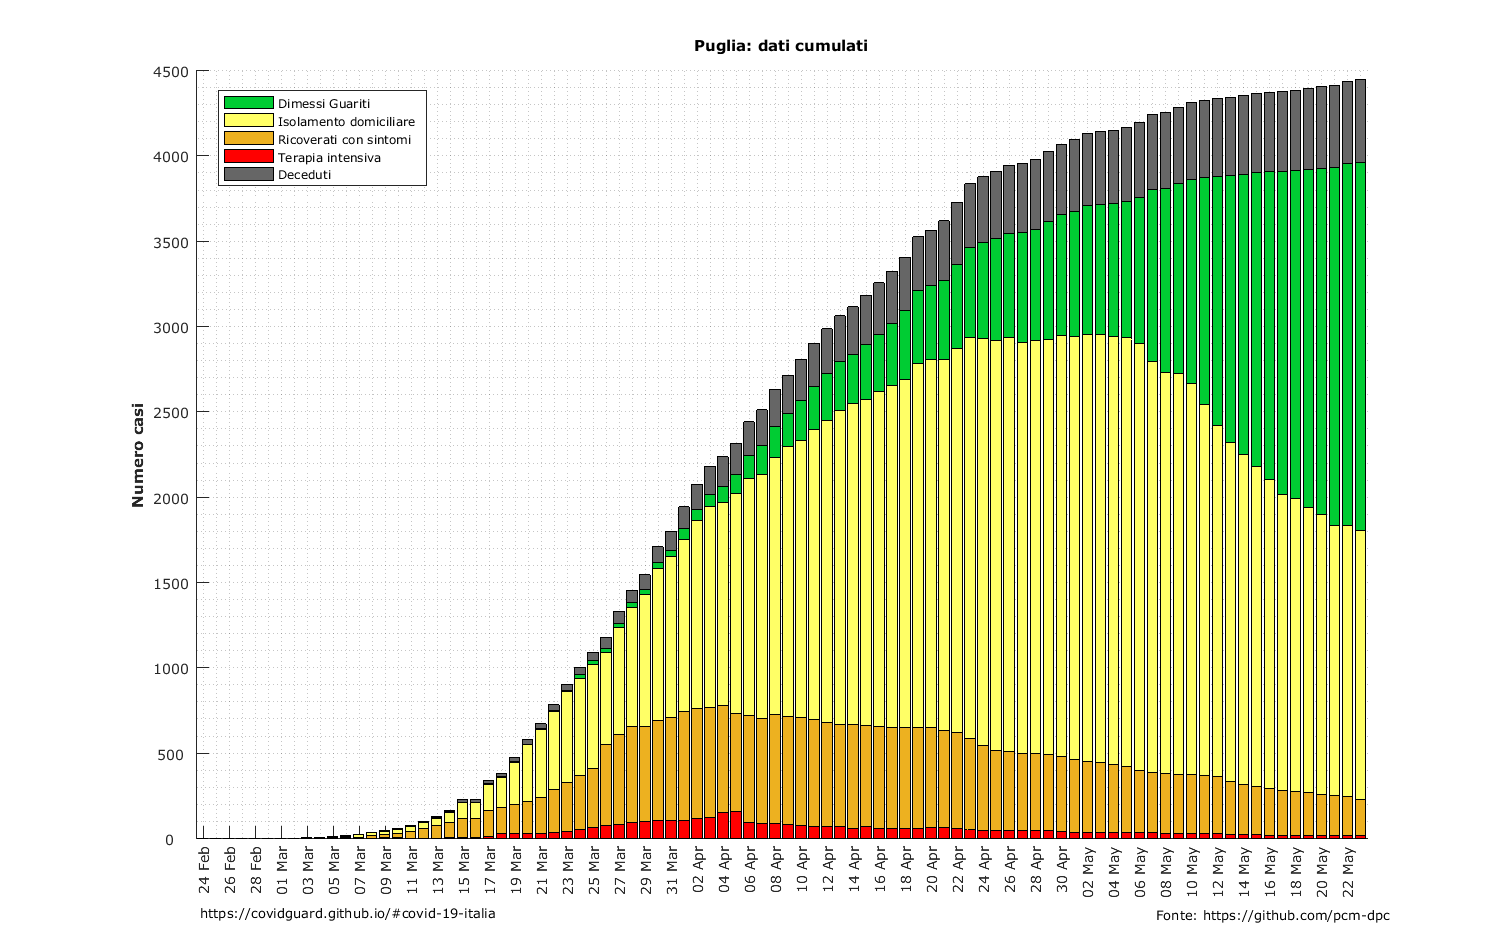 Puglia: dati cumulati
4500
4000
3500
3000
2500
2000
1500
1000
500
0
Numero casi
Dimessi Guariti
Isolamento domiciliare
Ricoverati con sintomi
Terapia intensiva
Deceduti
24 Feb
26 Feb
28 Feb
01 Mar
03 Mar
05 Mar
07 Mar
09 Mar
11 Mar
13 Mar
15 Mar
17 Mar
19 Mar
21 Mar
23 Mar
25 Mar
27 Mar
29 Mar
31 Mar
02 Apr
04 Apr
06 Apr
08 Apr
10 Apr
12 Apr
14 Apr
16 Apr
18 Apr
20 Apr
22 Apr
24 Apr
26 Apr
28 Apr
30 Apr
02 May
04 May
06 May
08 May
10 May
12 May
14 May
16 May
18 May
20 May
22 May
https://covidguard.github.io/#covid-19-italia
Fonte: https://github.com/pcm-dpc